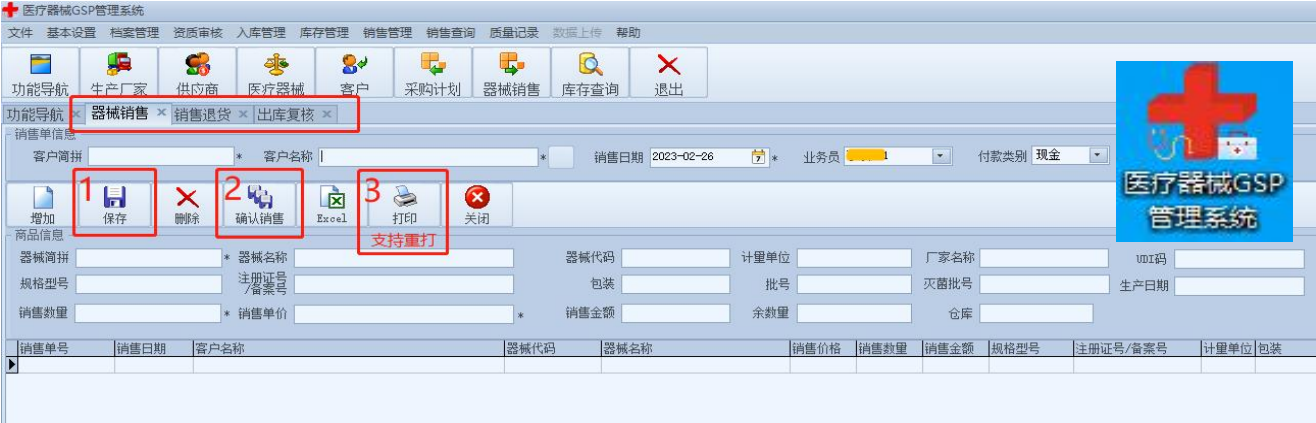 医疗器械GSP管理系统
文件 基本设置 档案管理 资质审核 入库管理 库存管理 销售管理 销售查询 质量记录 数据上传 帮助
功能导航 生产厂家 供应商 医疗器械 客户 采购计划 器械销售 库存查询 退出
功能导航 × 器械销售 × 销售退货 × 出库复核 ×
销售单信息
客户简拼 * 客户名称 * 销售日期 2023-02-26 * 业务员 1 付款类别 现金
1 2 3
增加 保存 删除 确认销售 Excel 打印 关闭
支持重打
医疗器械GSP
管理系统
商品信息
器械简拼 * 器械名称 器械代码 计量单位 厂家名称 UDI码
规格型号 注册证号/备案号 包装 批号 灭菌批号 生产日期
销售数量 * 销售单价 * 销售金额 余数量 仓库
销售单号 销售日期 客户名称 器械代码 器械名称 销售价格 销售数量 销售金额 规格型号 注册证号/备案号 计量单位 包装